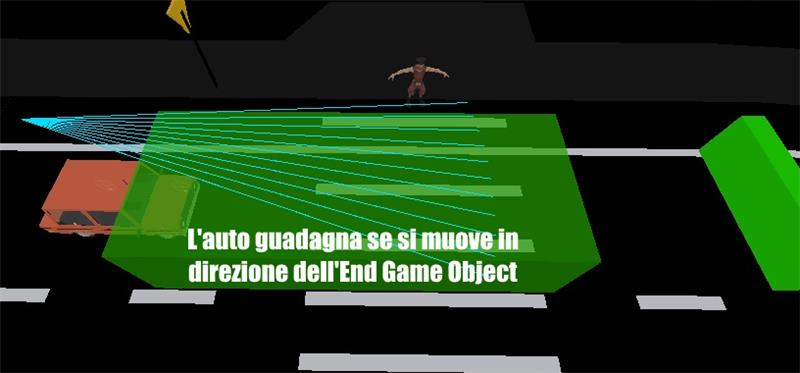 L'auto guadagna se si muove in
direzione dell'End Game Object